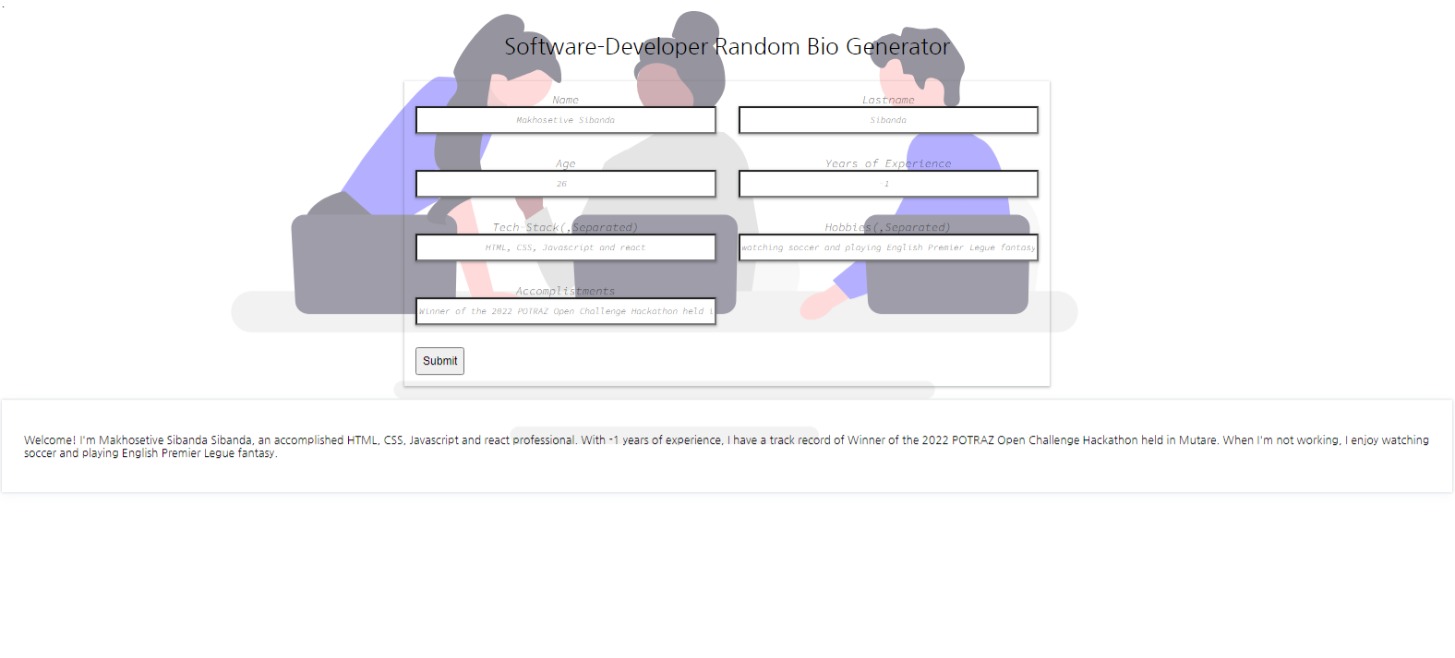 Software-Developer Random Bio Generator
Name
Lastname
Makhosetive Sibanda
Sibanda
Age
Years of Experience
26
1
Tech-Stack(,Separated)
Hobbies(,Separated)
HTML, CSS, Javascript and react
watching soccer and playing English Premier Legue fantasy
Accomplistments
Winner of the 2022 POTRAZ Open Challenge Hackathon held i
Submit
Welcome! I'm Makhosetive Sibanda Sibanda, an accomplished HTML, CSS, Javascript and react professional. With -1 years of experience, I have a track record of Winner of the 2022 POTRAZ Open Challenge Hackathon held in Mutare. When I'm not working, I enjoy watching
soccer and playing English Premier Legue fantasy.